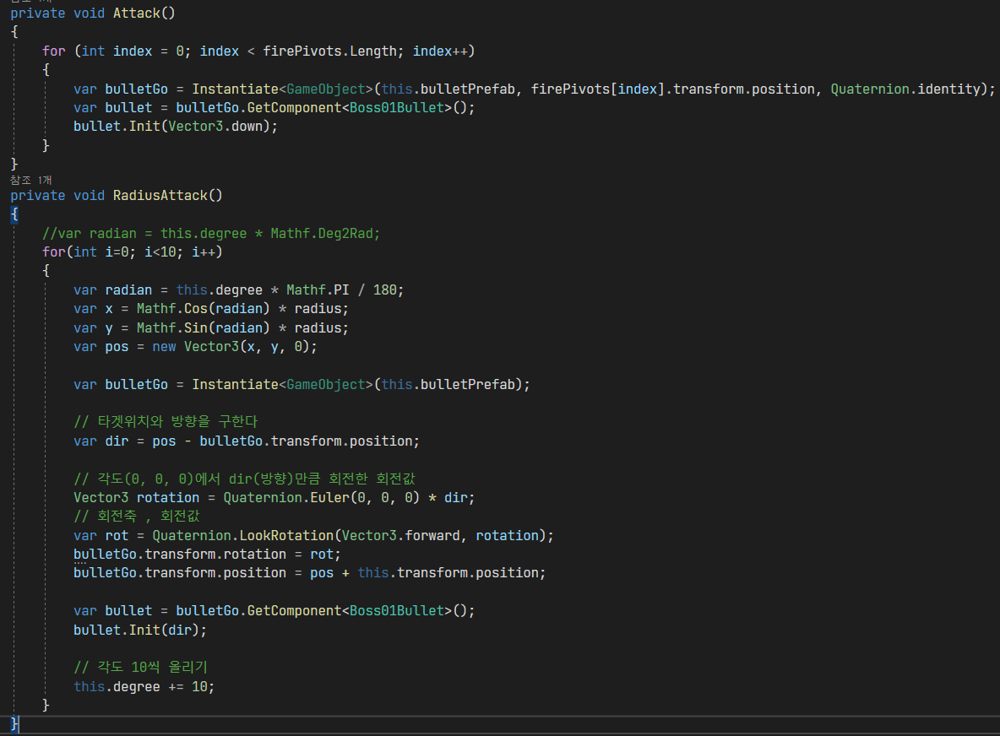 private void Attack()
{
for (int index = 0; index < firePivots.Length; index++)
{
var bulletGo = Instantiate<GameObject>(this.bulletPrefab, firePivots[index].transform.position, Quaternion.identity);
var bullet = bulletGo.GetComponent<Boss01Bullet>();
bullet.Init(Vector3.down);
}
}
참조 1개
private void RadiusAttack()
{
//var radian = this.degree * Mathf.Deg2Rad;
for(int i=0; i<10; i++)
{
var radian = this.degree * Mathf.PI / 180;
var x = Mathf.Cos(radian) * radius;
var y = Mathf.Sin(radian) * radius;
var pos = new Vector3(x, y, 0);
var bulletGo = Instantiate<GameObject>(this.bulletPrefab);
// 타겟위치와 방향을 구한다
var dir = pos - bulletGo.transform.position;
// 각도(0, 0, 0)에서 dir(방향)만큼 회전한 회전값
Vector3 rotation = Quaternion.Euler(0, 0, 0) * dir;
// 회전축 , 회전값
var rot = Quaternion.LookRotation(Vector3.forward, rotation);
bulletGo.transform.rotation = rot;
bulletGo.transform.position = pos + this.transform.position;
var bullet = bulletGo.GetComponent<Boss01Bullet>();
bullet.Init(dir);
// 각도 10씩 올리기
this.degree += 10;
}
}